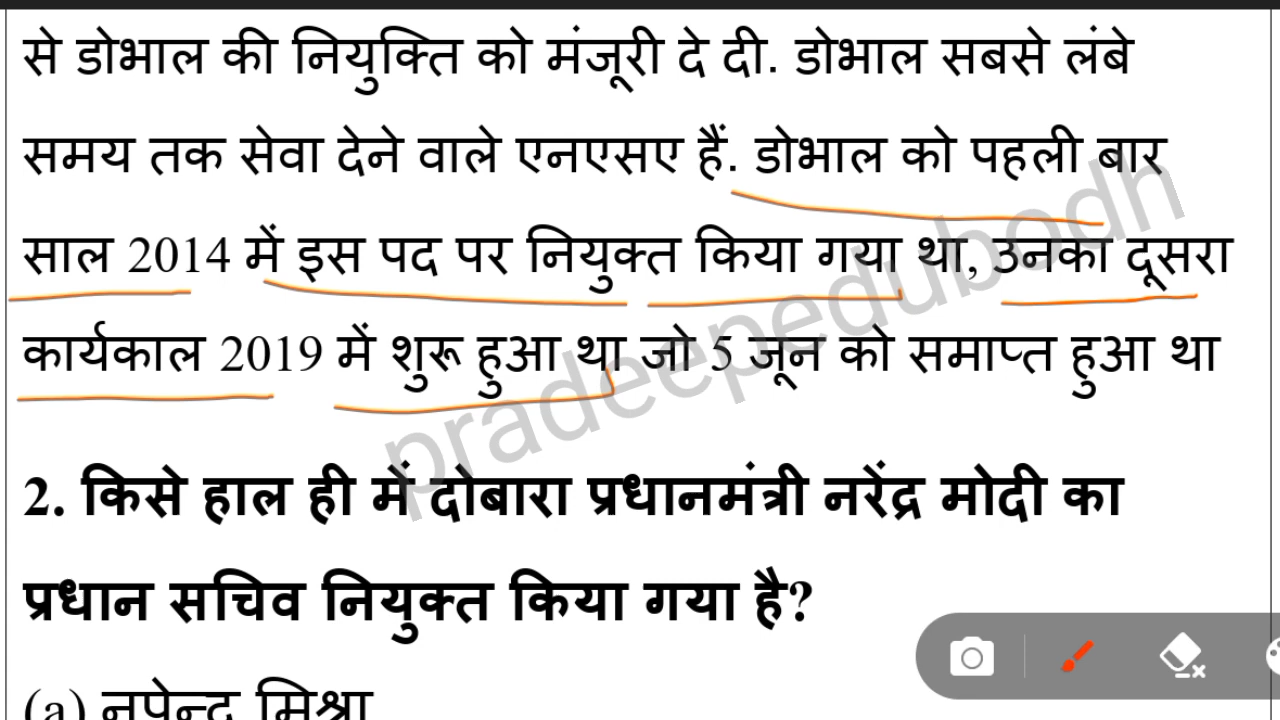 से डोभाल की नियुक्ति को मंजूरी दे दी. डोभाल सबसे लंबे
समय तक सेवा देने वाले एनएसए हैं. डोभाल को पहली बार
साल 2014 में इस पद पर नियुक्त किया गया था, उनका दूसरा
कार्यकाल 2019 में शुरू हुआ था जो 5 जून को समाप्त हुआ था
pradeepedubodh
2. किसे हाल ही में दोबारा प्रधानमंत्री नरेंद्र मोदी का
प्रधान सचिव नियुक्त किया गया है?
(a) नृपेन्द्र मिश्रा